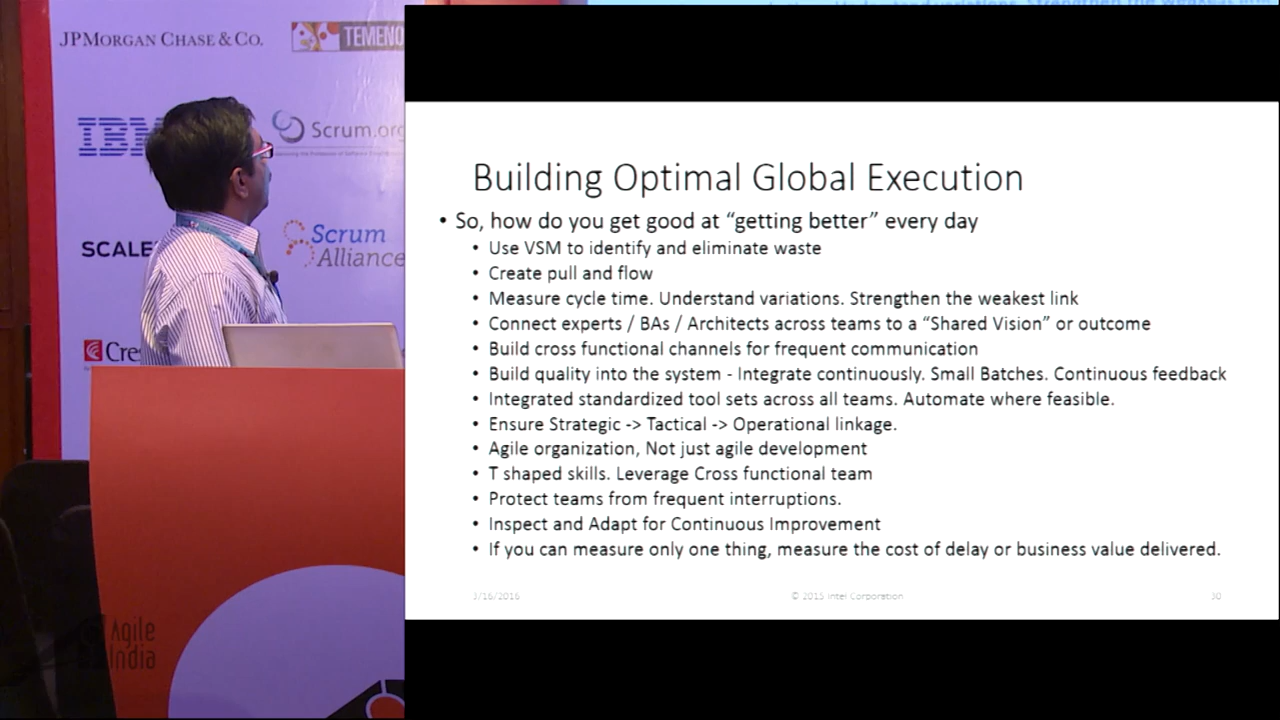 JPMORGAN CHASE & CO.
TEMENO
IBM
Scrum.org
SCALE
Scrum
Alliance
Cre
Agile
India
Building Optimal Global Execution
• So, how do you get good at “getting better” every day
• Use VSM to identify and eliminate waste
• Create pull and flow
• Measure cycle time. Understand variations. Strengthen the weakest link
• Connect experts / BAs / Architects across teams to a “Shared Vision” or outcome
• Build cross functional channels for frequent communication
• Build quality into the system - Integrate continuously. Small Batches. Continuous feedback
• Integrated standardized tool sets across all teams. Automate where feasible.
• Ensure Strategic -> Tactical -> Operational linkage.
• Agile organization, Not just agile development
• T shaped skills. Leverage Cross functional team
• Protect teams from frequent interruptions.
• Inspect and Adapt for Continuous Improvement
• If you can measure only one thing, measure the cost of delay or business value delivered.
3/16/2016
© 2015 Intel Corporation
30